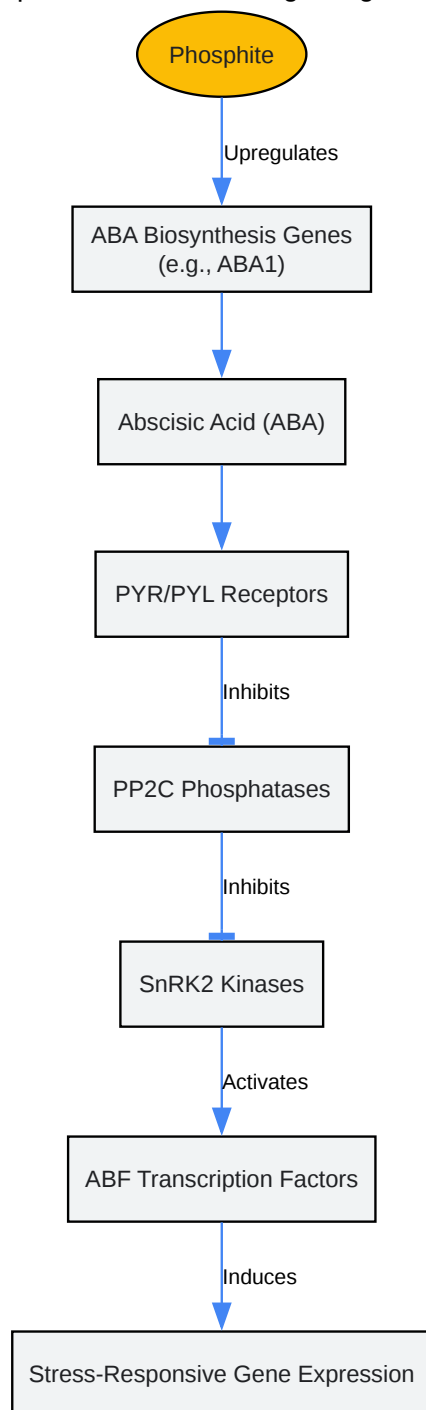 Phosphite
Upregulates
ABA Biosynthesis Genes
(e.g., ABA1)
Abscisic Acid (ABA)
PYR/PYL Receptors
Inhibits
PP2C Phosphatases
Inhibits
SnRK2 Kinases
Activates
ABF Transcription Factors
Induces
Stress-Responsive Gene Expression